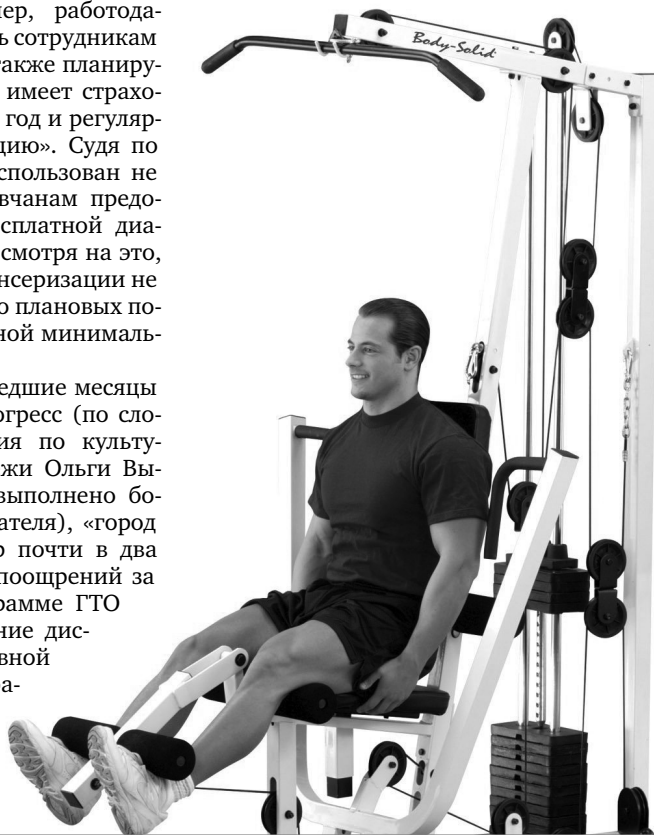 ер, работода-
ь сотрудникам
также планиру-
имеет страхо-
год и регуляр-
цию». Судя по
спользован не
вчанам предо-
сплатной диа-
смотря на это,
нсеризации не
о плановых по-
ной минималь-
едшие месяцы
огресс (по сло-
ия по культу-
жи Ольги Вы-
выполнено бо-
ателя), «город
р почти в два
поощрений за
рамме ГТО
ние дис-
вной
ра-
Body-Solid